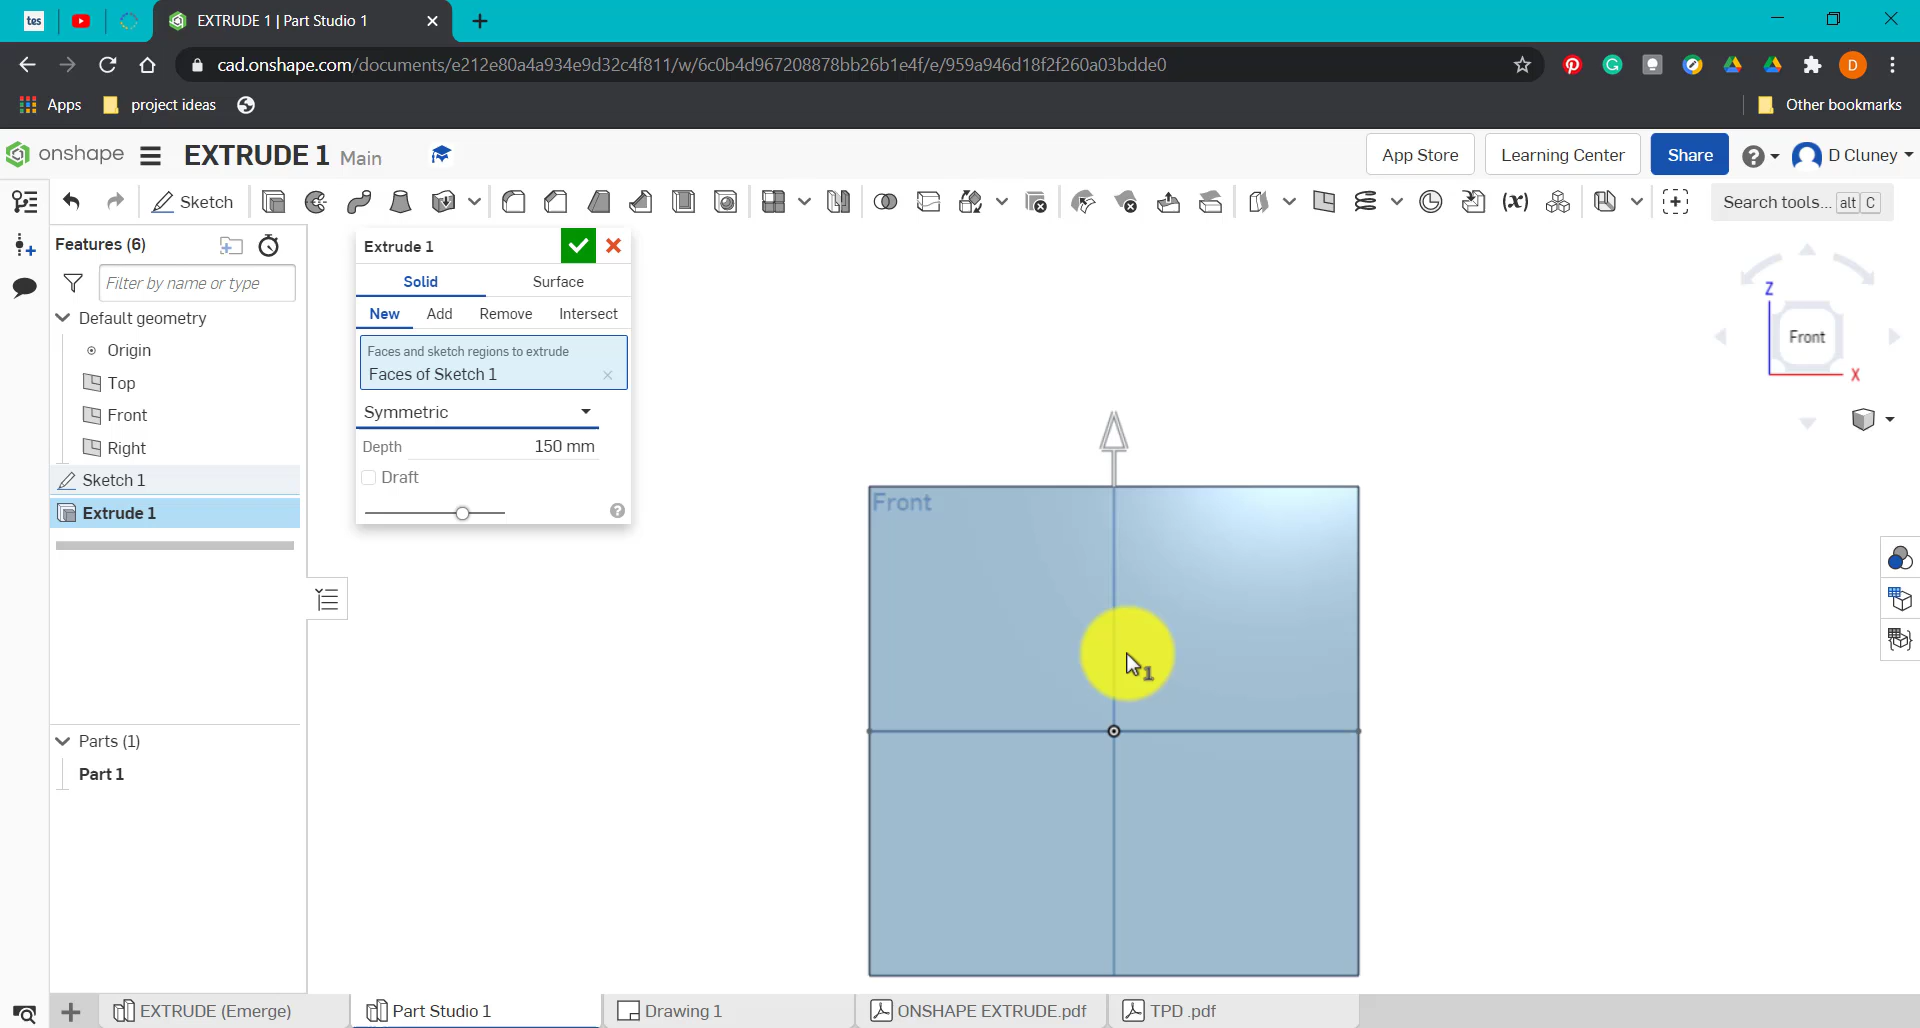 tes
EXTRUDE 1 | Part Studio 1
cad.onshape.com/documents/e212e80a4a934e9d32c4f811/w/6c0b4d967208878bb26b1e4f/e/959a946d18f2f260a03bdde0
D
Apps
project ideas
Other bookmarks
onshape
EXTRUDE 1 Main
App Store
Learning Center
Share
D Cluney
Sketch
(x)
Search tools... alt C
Features (6)
Filter by name or type
Default geometry
Origin
Top
Front
Right
Sketch 1
Extrude 1
Parts (1)
Part 1
Extrude 1
Solid
Surface
New
Add
Remove
Intersect
Faces and sketch regions to extrude
Faces of Sketch 1
Symmetric
Depth
150 mm
Draft
Front
1
Z
Front
X
EXTRUDE (Emerge)
Part Studio 1
Drawing 1
ONSHAPE EXTRUDE.pdf
TPD .pdf